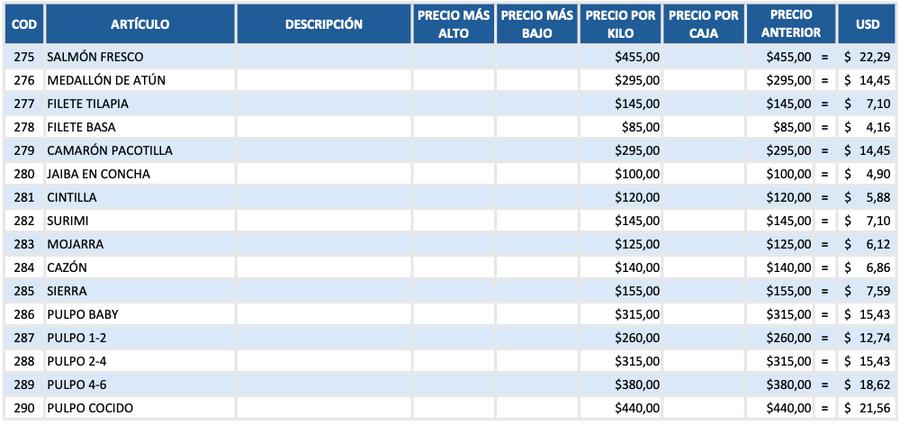 COD ARTÍCULO DESCRIPCIÓN PRECIO MÁS ALTO PRECIO MÁS BAJO PRECIO POR KILO PRECIO POR CAJA PRECIO ANTERIOR USD
275 SALMÓN FRESCO $455,00 $455,00 = $ 22,29
276 MEDALLÓN DE ATÚN $295,00 $295,00 = $ 14,45
277 FILETE TILAPIA $145,00 $145,00 = $ 7,10
278 FILETE BASA $85,00 $85,00 = $ 4,16
279 CAMARÓN PACOTILLA $295,00 $295,00 = $ 14,45
280 JAIBA EN CONCHA $100,00 $100,00 = $ 4,90
281 CINTILLA $120,00 $120,00 = $ 5,88
282 SURIMI $145,00 $145,00 = $ 7,10
283 MOJARRA $125,00 $125,00 = $ 6,12
284 CAZÓN $140,00 $140,00 = $ 6,86
285 SIERRA $155,00 $155,00 = $ 7,59
286 PULPO BABY $315,00 $315,00 = $ 15,43
287 PULPO 1-2 $260,00 $260,00 = $ 12,74
288 PULPO 2-4 $315,00 $315,00 = $ 15,43
289 PULPO 4-6 $380,00 $380,00 = $ 18,62
290 PULPO COCIDO $440,00 $440,00 = $ 21,56